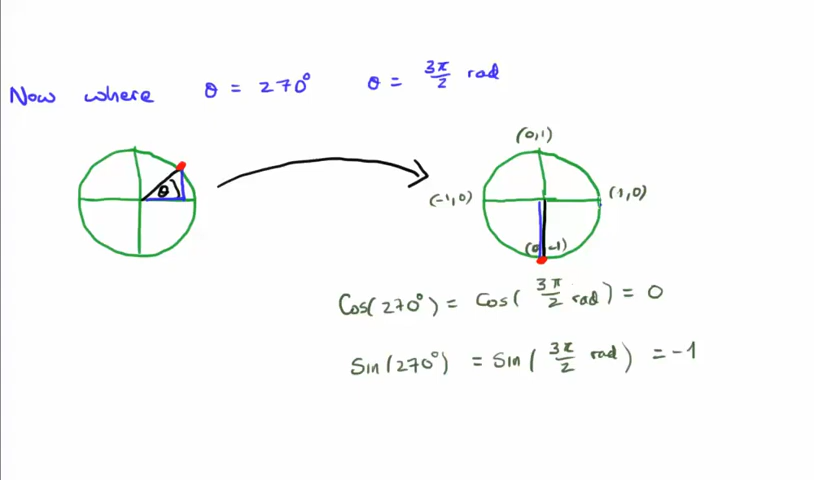 Now where θ = 270° θ = 3π/2 rad
(0,1)
θ
(-1,0) (1,0)
(0,-1)
Cos(270°) = Cos( 3π/2 rad) = 0
Sin(270°) = Sin( 3π/2 rad) = -1